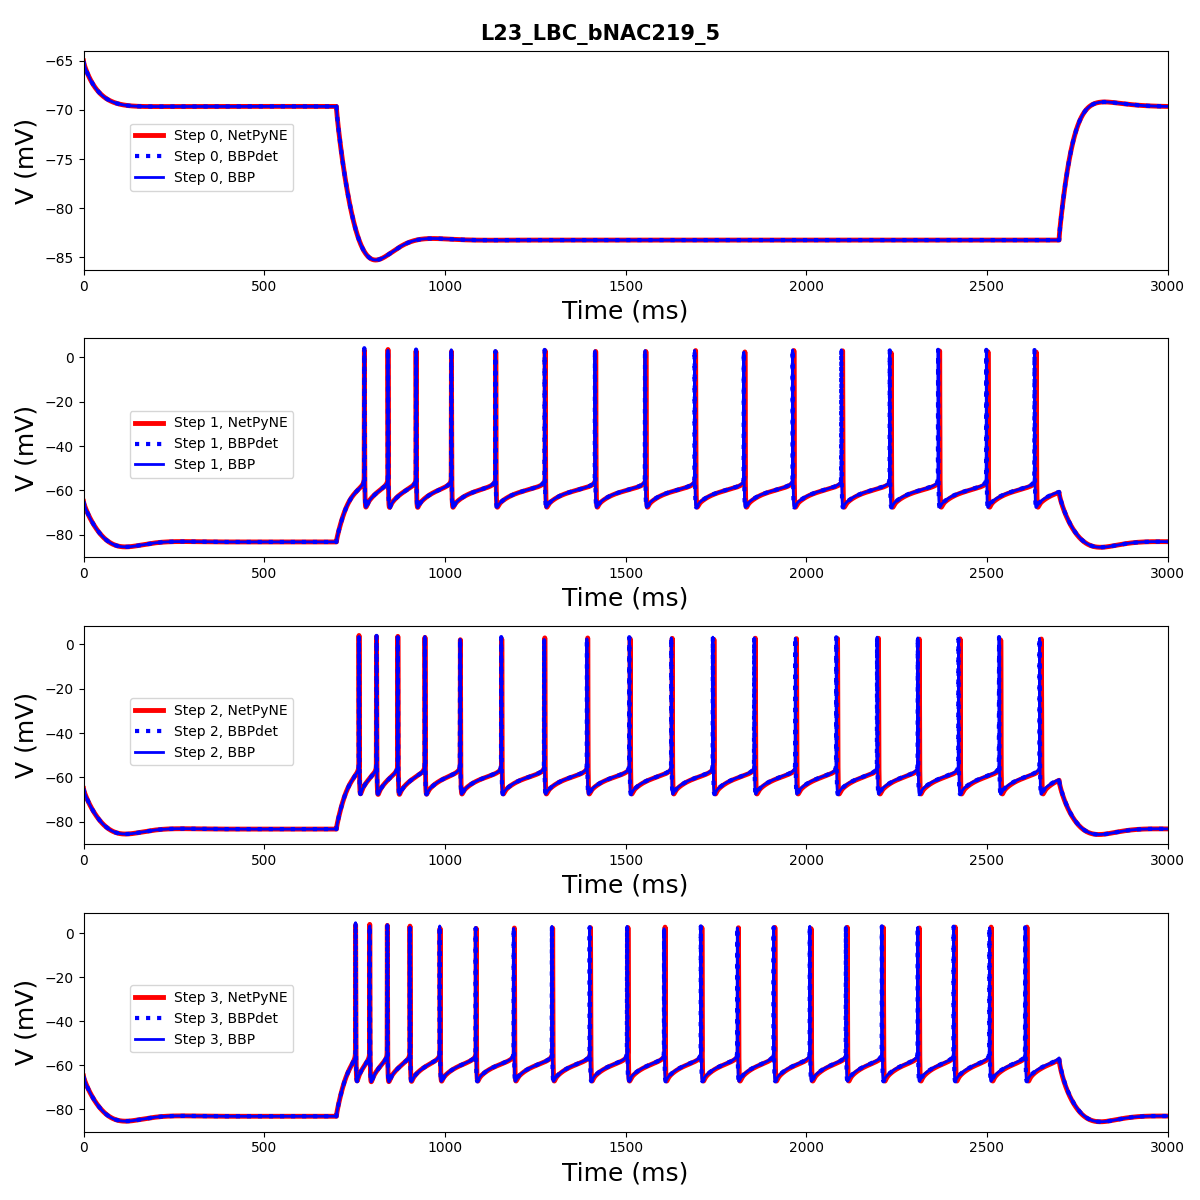 L23_LBC_bNAC219_5
−65
−70
−75
−80
−85
V (mV)
Step 0, NetPyNE
Step 0, BBPdet
Step 0, BBP
0 500 1000 1500 2000 2500 3000
Time (ms)
0
−20
−40
−60
−80
V (mV)
Step 1, NetPyNE
Step 1, BBPdet
Step 1, BBP
0 500 1000 1500 2000 2500 3000
Time (ms)
0
−20
−40
−60
−80
V (mV)
Step 2, NetPyNE
Step 2, BBPdet
Step 2, BBP
0 500 1000 1500 2000 2500 3000
Time (ms)
0
−20
−40
−60
−80
V (mV)
Step 3, NetPyNE
Step 3, BBPdet
Step 3, BBP
0 500 1000 1500 2000 2500 3000
Time (ms)